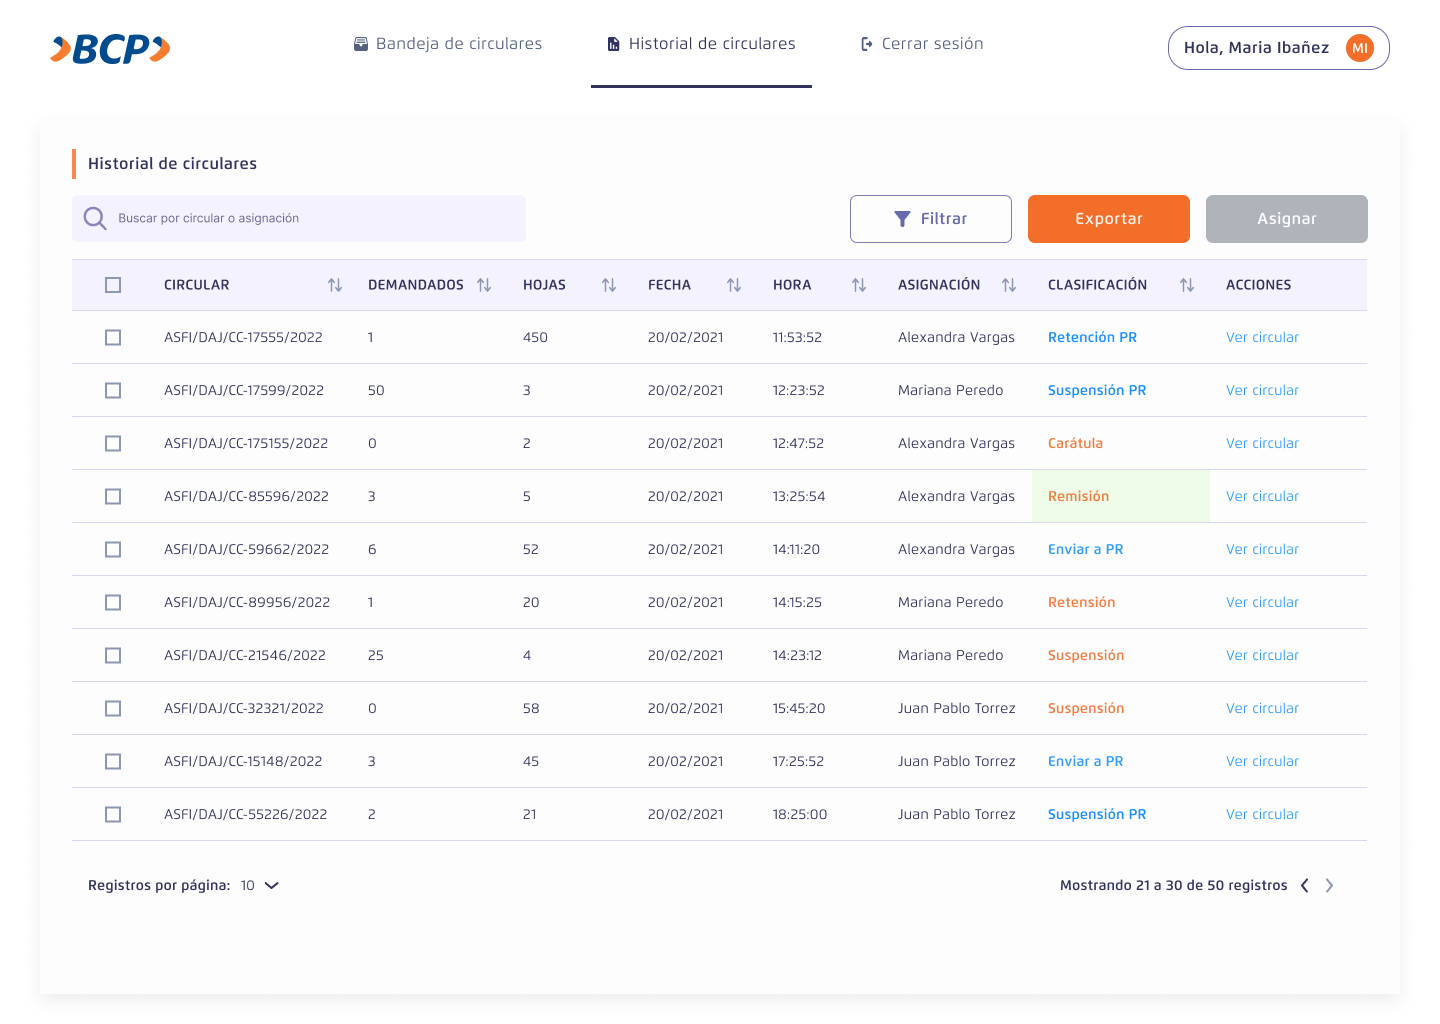 BCP
Bandeja de circulares
Historial de circulares
Cerrar sesión
Hola, Maria Ibañez MI
Historial de circulares
Buscar por circular o asignación
Filtrar
Exportar
Asignar
CIRCULAR DEMANDADOS HOJAS FECHA HORA ASIGNACIÓN CLASIFICACIÓN ACCIONES
ASFI/DAJ/CC-17555/2022 1 450 20/02/2021 11:53:52 Alexandra Vargas Retención PR Ver circular
ASFI/DAJ/CC-17599/2022 50 3 20/02/2021 12:23:52 Mariana Peredo Suspensión PR Ver circular
ASFI/DAJ/CC-175155/2022 0 2 20/02/2021 12:47:52 Alexandra Vargas Carátula Ver circular
ASFI/DAJ/CC-85596/2022 3 5 20/02/2021 13:25:54 Alexandra Vargas Remisión Ver circular
ASFI/DAJ/CC-59662/2022 6 52 20/02/2021 14:11:20 Alexandra Vargas Enviar a PR Ver circular
ASFI/DAJ/CC-89956/2022 1 20 20/02/2021 14:15:25 Mariana Peredo Retensión Ver circular
ASFI/DAJ/CC-21546/2022 25 4 20/02/2021 14:23:12 Mariana Peredo Suspensión Ver circular
ASFI/DAJ/CC-32321/2022 0 58 20/02/2021 15:45:20 Juan Pablo Torrez Suspensión Ver circular
ASFI/DAJ/CC-15148/2022 3 45 20/02/2021 17:25:52 Juan Pablo Torrez Enviar a PR Ver circular
ASFI/DAJ/CC-55226/2022 2 21 20/02/2021 18:25:00 Juan Pablo Torrez Suspensión PR Ver circular
Registros por página: 10
Mostrando 21 a 30 de 50 registros